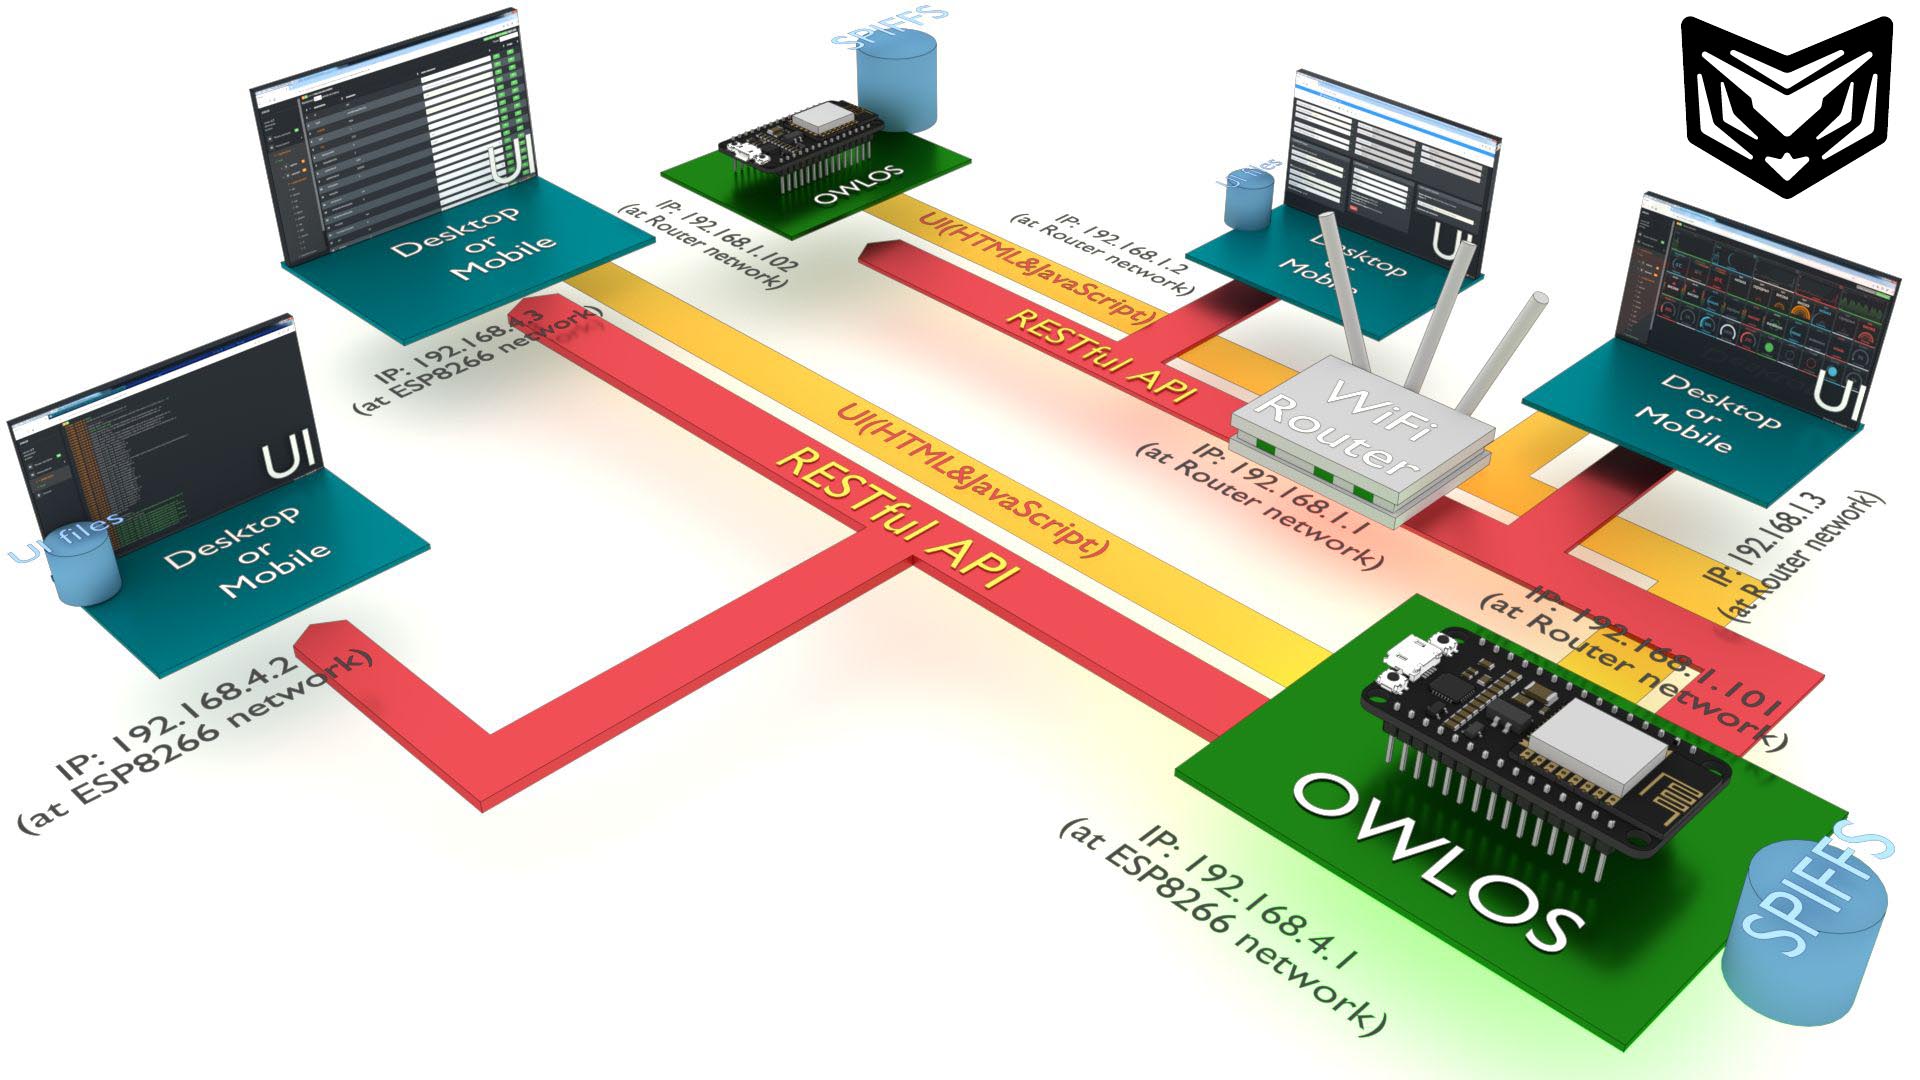 SPIFFS
UI
Desktop
or
Mobile
OWLOS
IP: 192.168.1.102
(at Router network)
UI(HTML&JavaScript)
RESTful API
IP: 192.168.1.2
(at Router network)
UI files
UI
Desktop
or
Mobile
UI
Desktop
or
Mobile
WiFi
Router
IP: 192.168.1.1
(at Router network)
IP: 192.168.1.3
(at Router network)
IP: 192.168.4.3
(at ESP8266 network)
UI(HTML&JavaScript)
RESTful API
UI
UI files
Desktop
or
Mobile
IP: 192.168.4.2
(at ESP8266 network)
IP: 192.168.1.101
(at Router network)
OWLOS
IP: 192.168.4.1
(at ESP8266 network)
SPIFFS